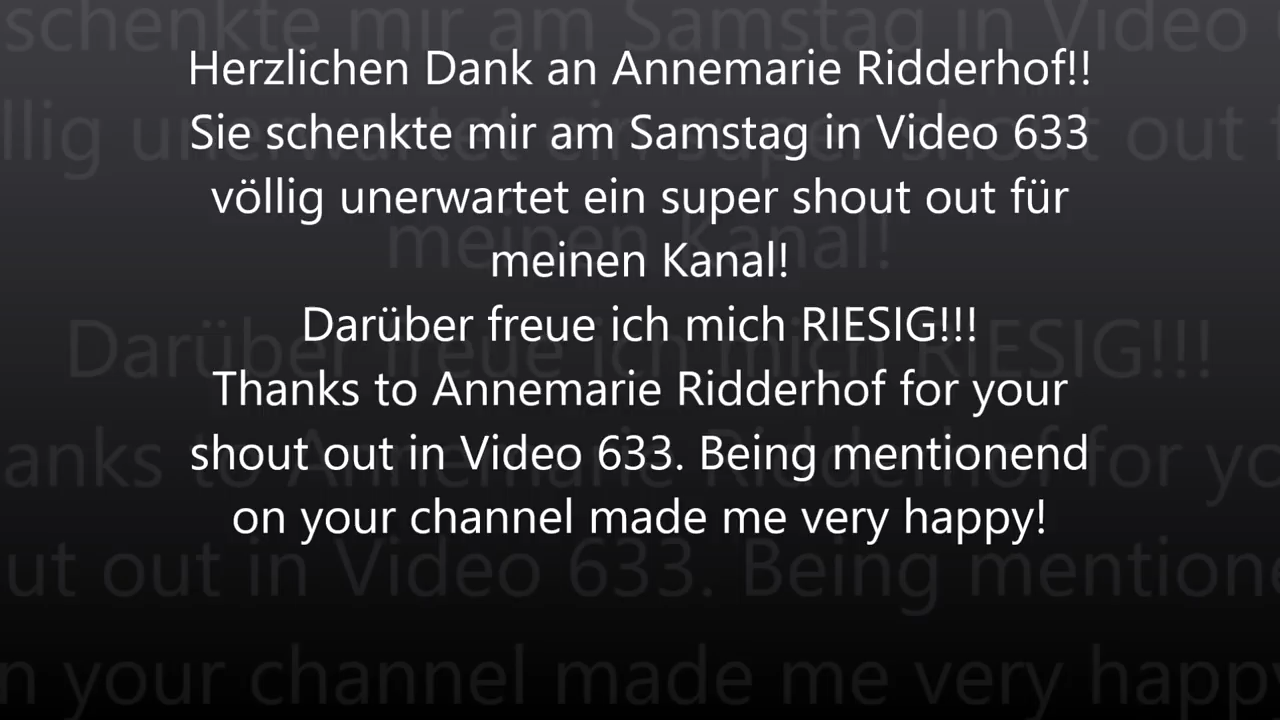 Herzlichen Dank an Annemarie Ridderhof!!
Sie schenkte mir am Samstag in Video 633
völlig unerwartet ein super shout out für
meinen Kanal!
Darüber freue ich mich RIESIG!!!
Thanks to Annemarie Ridderhof for your
shout out in Video 633. Being mentionend
on your channel made me very happy!